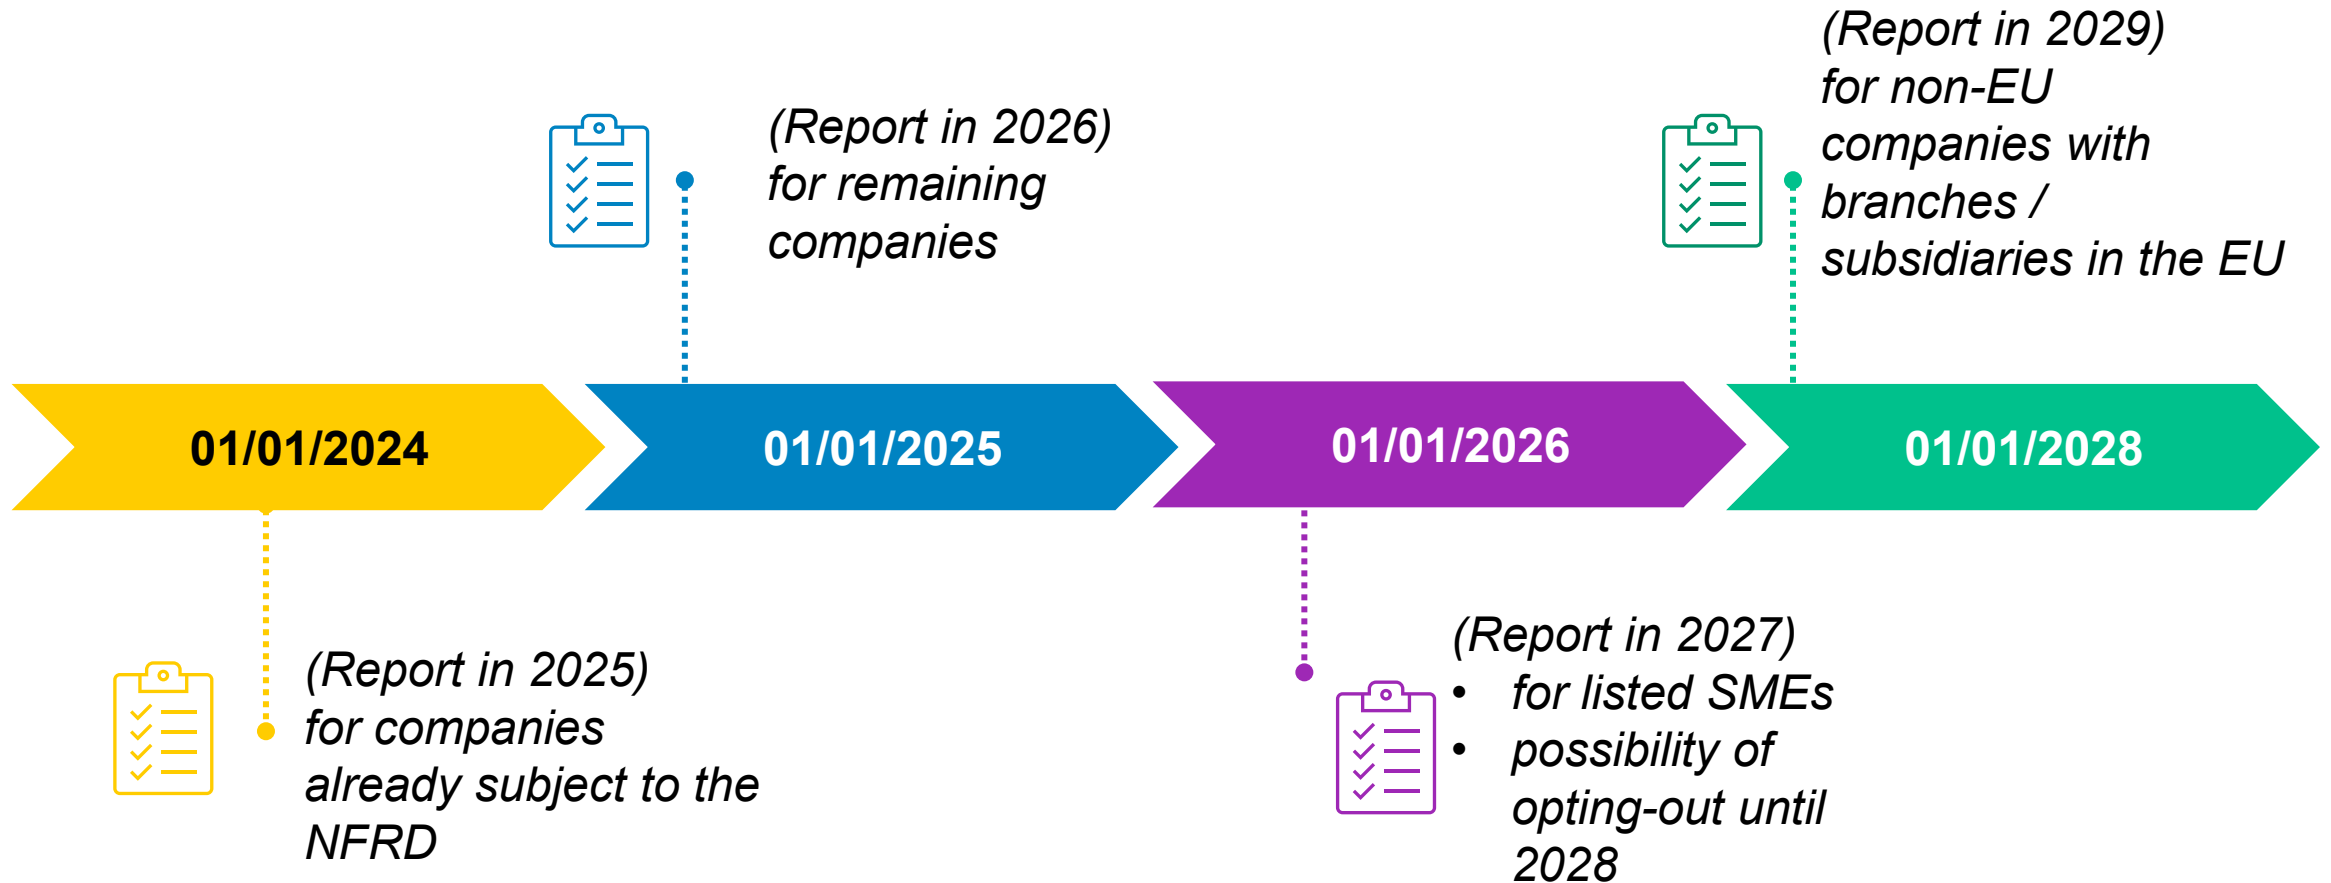 (Report in 2029)
for non-EU
companies with
branches /
subsidiaries in the EU
(Report in 2026)
for remaining
companies
01/01/2024
01/01/2025
01/01/2026
01/01/2028
(Report in 2025)
for companies
already subject to the
NFRD
(Report in 2027)
• for listed SMEs
• possibility of
opting-out until
2028